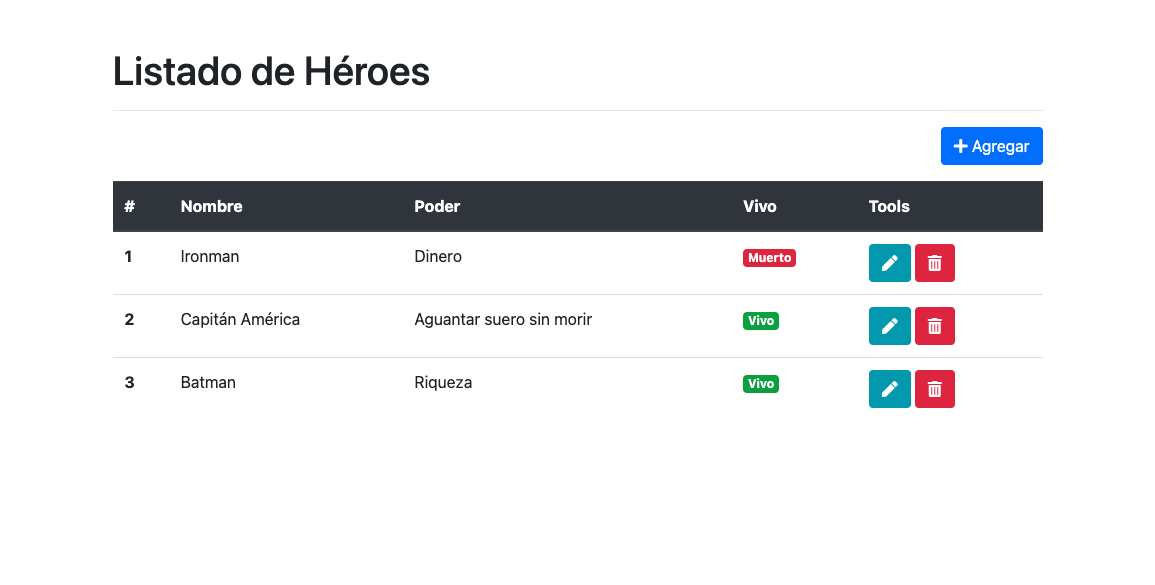 Listado de Héroes
Agregar
# Nombre Poder Vivo Tools
1 Ironman Dinero Muerto
2 Capitán América Aguantar suero sin morir Vivo
3 Batman Riqueza Vivo